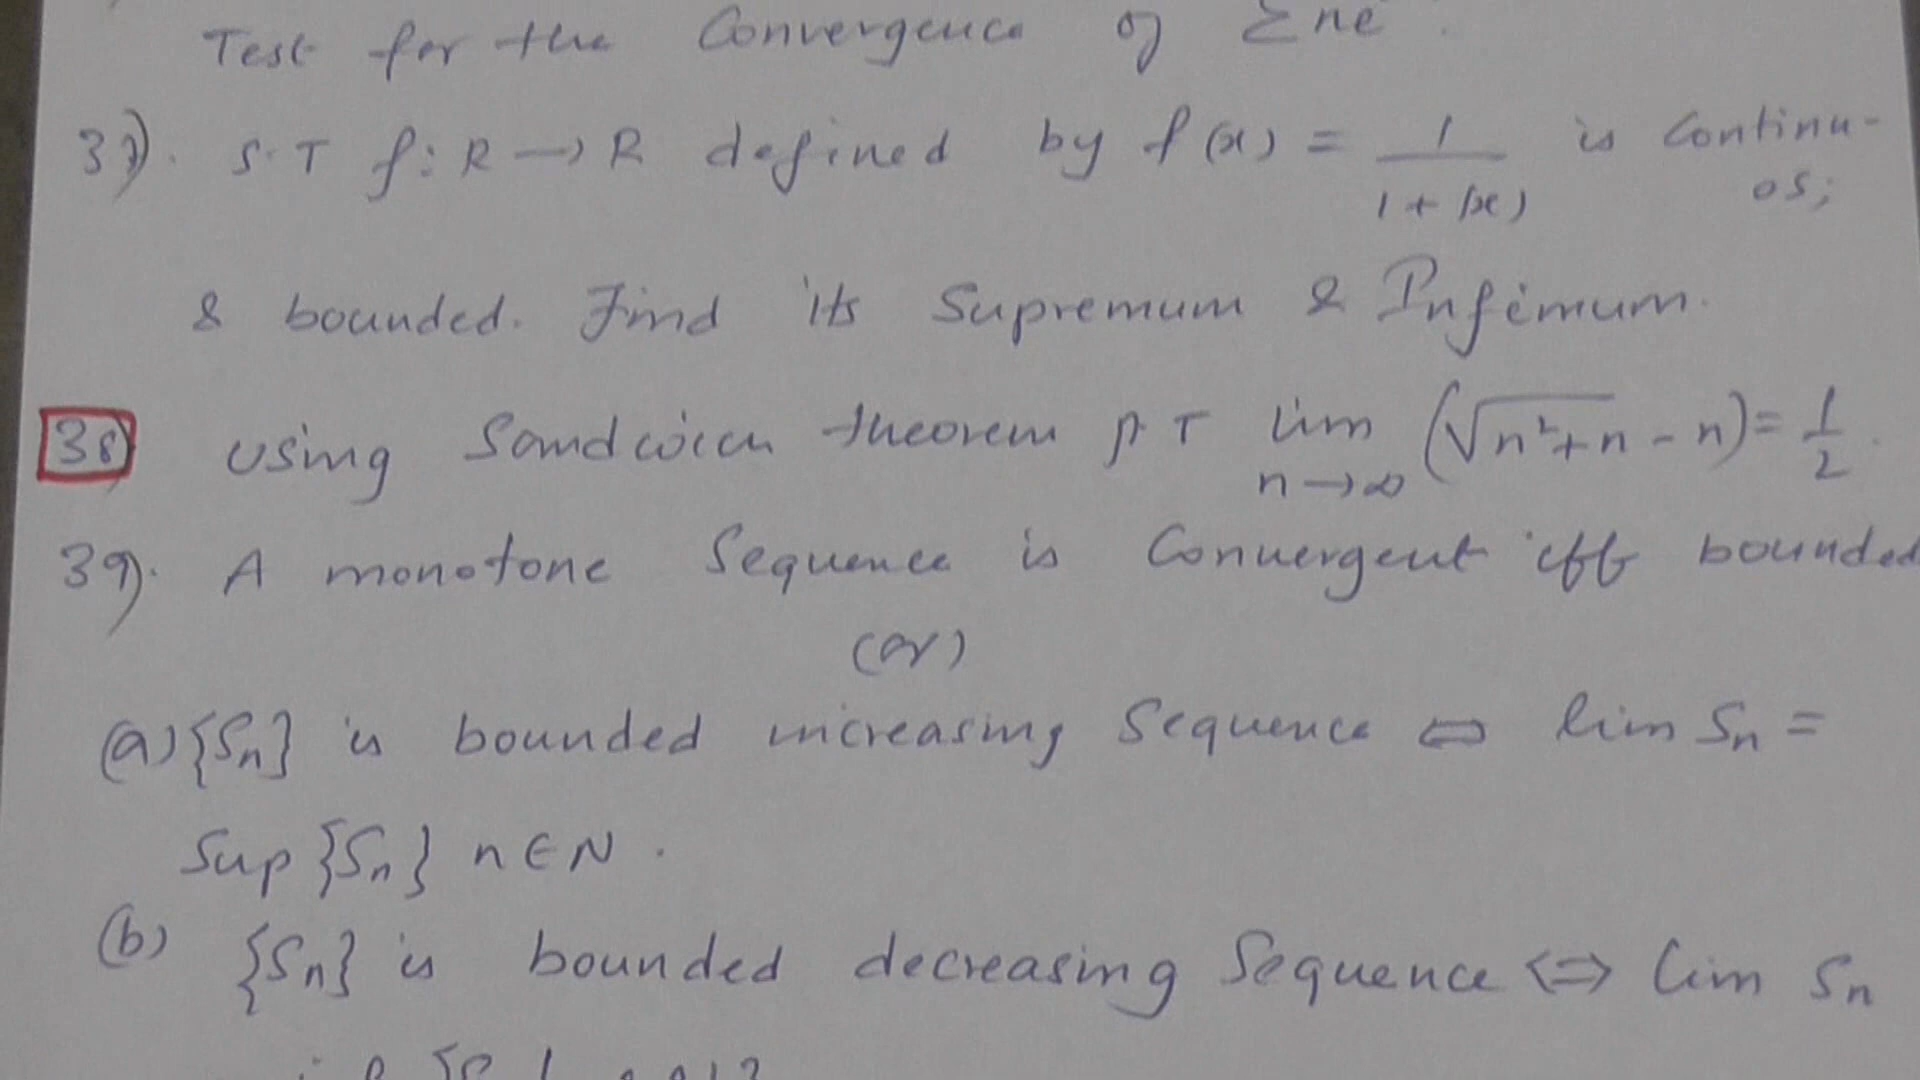 Test for the Convergence of Σne
37). S.T f: R→R defined by f(x) = 1/(1+|x|) is Continu-
os;
& bounded. Find its Supremum & Infimum.
38) Using Sandwich theorem P T lim n→∞ (√n²+n - n) = 1/2.
39). A monotone Sequence is Convergent iff bounded
(or)
(a) {Sn} is bounded increasing Sequence ⇔ lim Sn =
Sup {Sn} n∈N.
(b) {Sn} is bounded decreasing Sequence <=> lim Sn